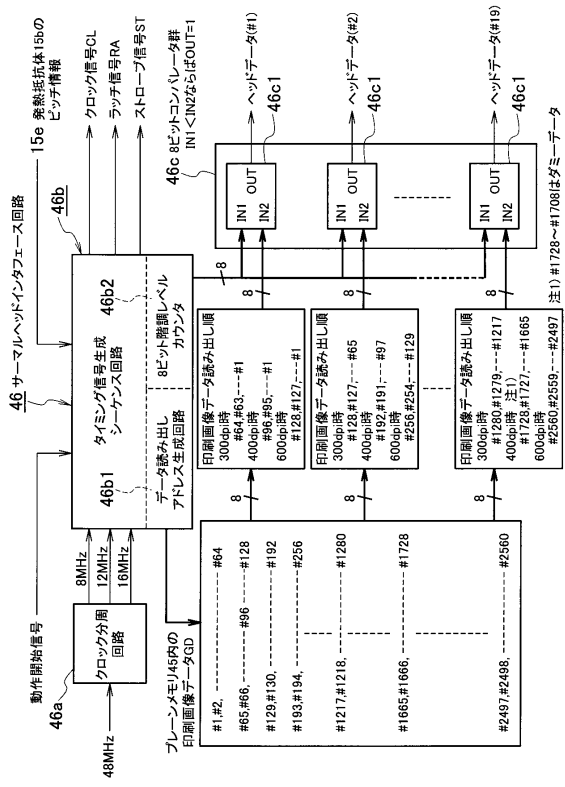 46 サーマルヘッドインタフェース回路
15e 発熱抵抗体15bの
ピッチ情報
動作開始信号
46a
クロック分周
回路
48MHz
8MHz
12MHz
16MHz
46b
タイミング信号生成
シーケンス回路
46b1
データ読み出し
アドレス生成回路
46b2
8ビット階調レベル
カウンタ
クロック信号CL
ラッチ信号RA
ストローブ信号ST
プレーンメモリ45内の
印刷画像データGD
#1,#2,---------#64
#65,#66,-----#96-----#128
#129,#130,---------#192
#193,#194,---------#256
#1217,#1218,---------#1280
#1665,#1666,---------#1728
#2497,#2498,---------#2560
8
8
8
8
印刷画像データ読み出し順
300dpi時
#64,#63,---#1
400dpi時
#96,#95,---#1
600dpi時
#128,#127,---#1
印刷画像データ読み出し順
300dpi時
#128,#127,---#65
400dpi時
#192,#191,---#97
600dpi時
#256,#254,---#129
印刷画像データ読み出し順
300dpi時
#1280,#1279,---#1217
400dpi時 注1)
#1728,#1727,---#1665
600dpi時
#2560,#2559,---#2497
8
8
8
46c 8ビットコンパレータ群
IN1<IN2ならばOUT=1
46c1
IN1
OUT
IN2
ヘッドデータ(#1)
46c1
IN1
OUT
IN2
ヘッドデータ(#2)
46c1
IN1
OUT
IN2
ヘッドデータ(#19)
注1) #1728~#1708はダミーデータ